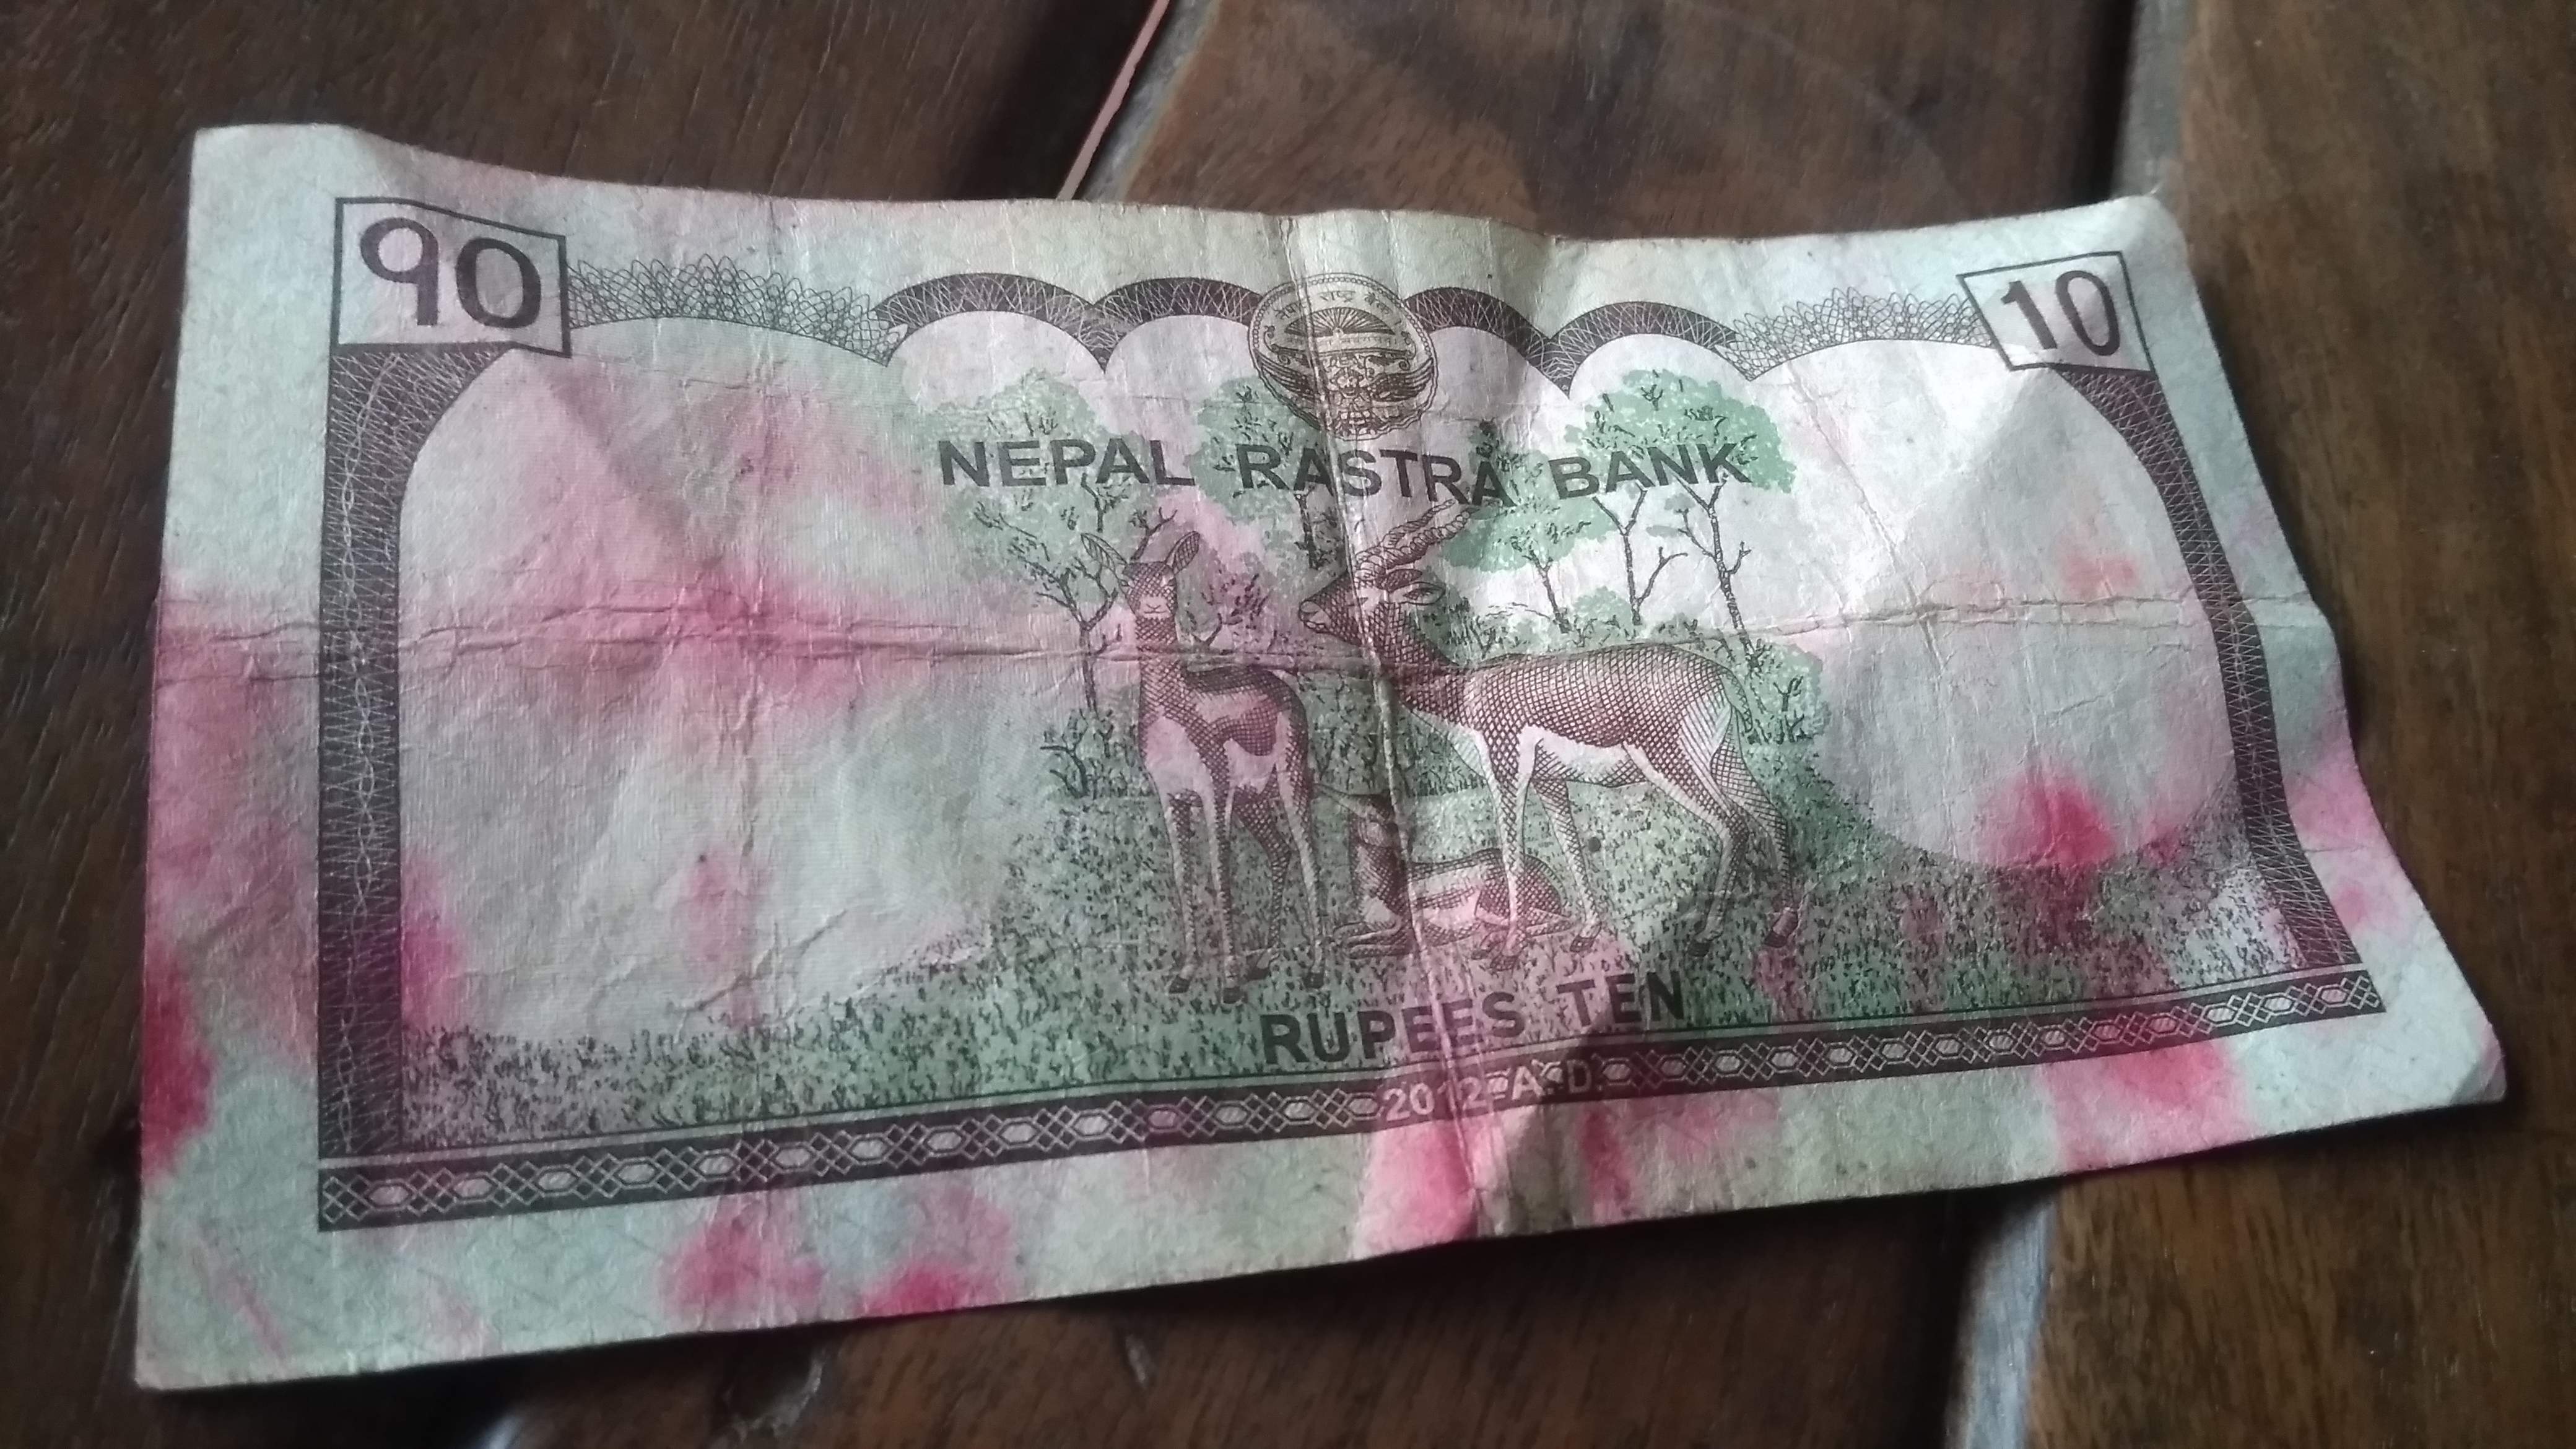 १०
10
NEPAL RASTRA BANK
RUPEES TEN
2012 A.D.